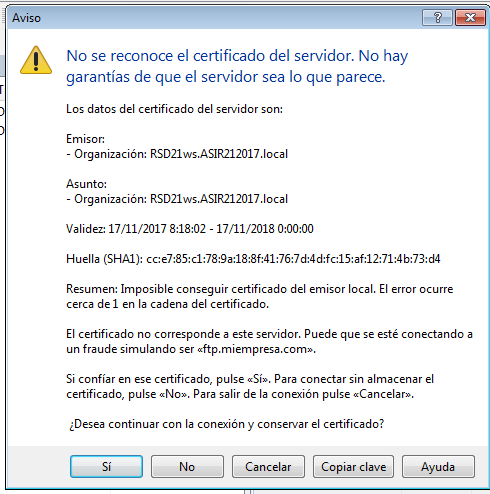 Aviso
No se reconoce el certificado del servidor. No hay
garantías de que el servidor sea lo que parece.
Los datos del certificado del servidor son:
Emisor:
- Organización: RSD21ws.ASIR212017.local
Asunto:
- Organización: RSD21ws.ASIR212017.local
Validez: 17/11/2017 8:18:02 - 17/11/2018 0:00:00
Huella (SHA1): cc:e7:85:c1:78:9a:18:8f:41:76:7d:4d:fc:15:af:12:71:4b:73:d4
Resumen: Imposible conseguir certificado del emisor local. El error ocurre
cerca de 1 en la cadena del certificado.
El certificado no corresponde a este servidor. Puede que se esté conectando a
un fraude simulando ser «ftp.miempresa.com».
Si confíar en ese certificado, pulse «Sí». Para conectar sin almacenar el
certificado, pulse «No». Para salir de la conexión pulse «Cancelar».
¿Desea continuar con la conexión y conservar el certificado?
Sí No Cancelar Copiar clave Ayuda